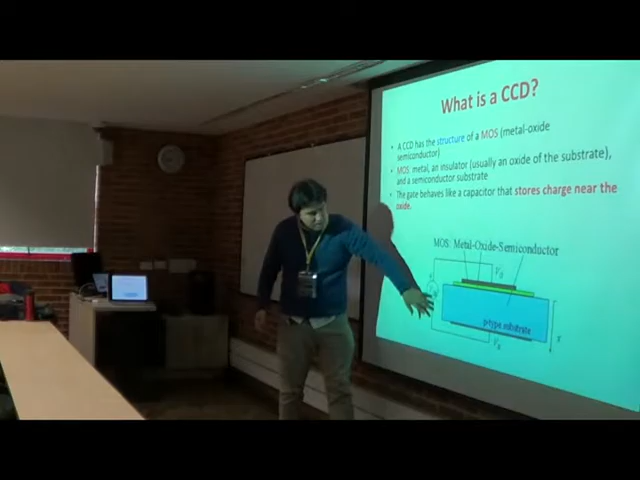 What is a CCD?
• A CCD has the structure of a MOS (metal-oxide
semiconductor)
• MOS: metal, an insulator (usually an oxide of the substrate),
and a semiconductor substrate
• The gate behaves like a capacitor that stores charge near the
oxide.
MOS: Metal-Oxide-Semiconductor
p-type substrate